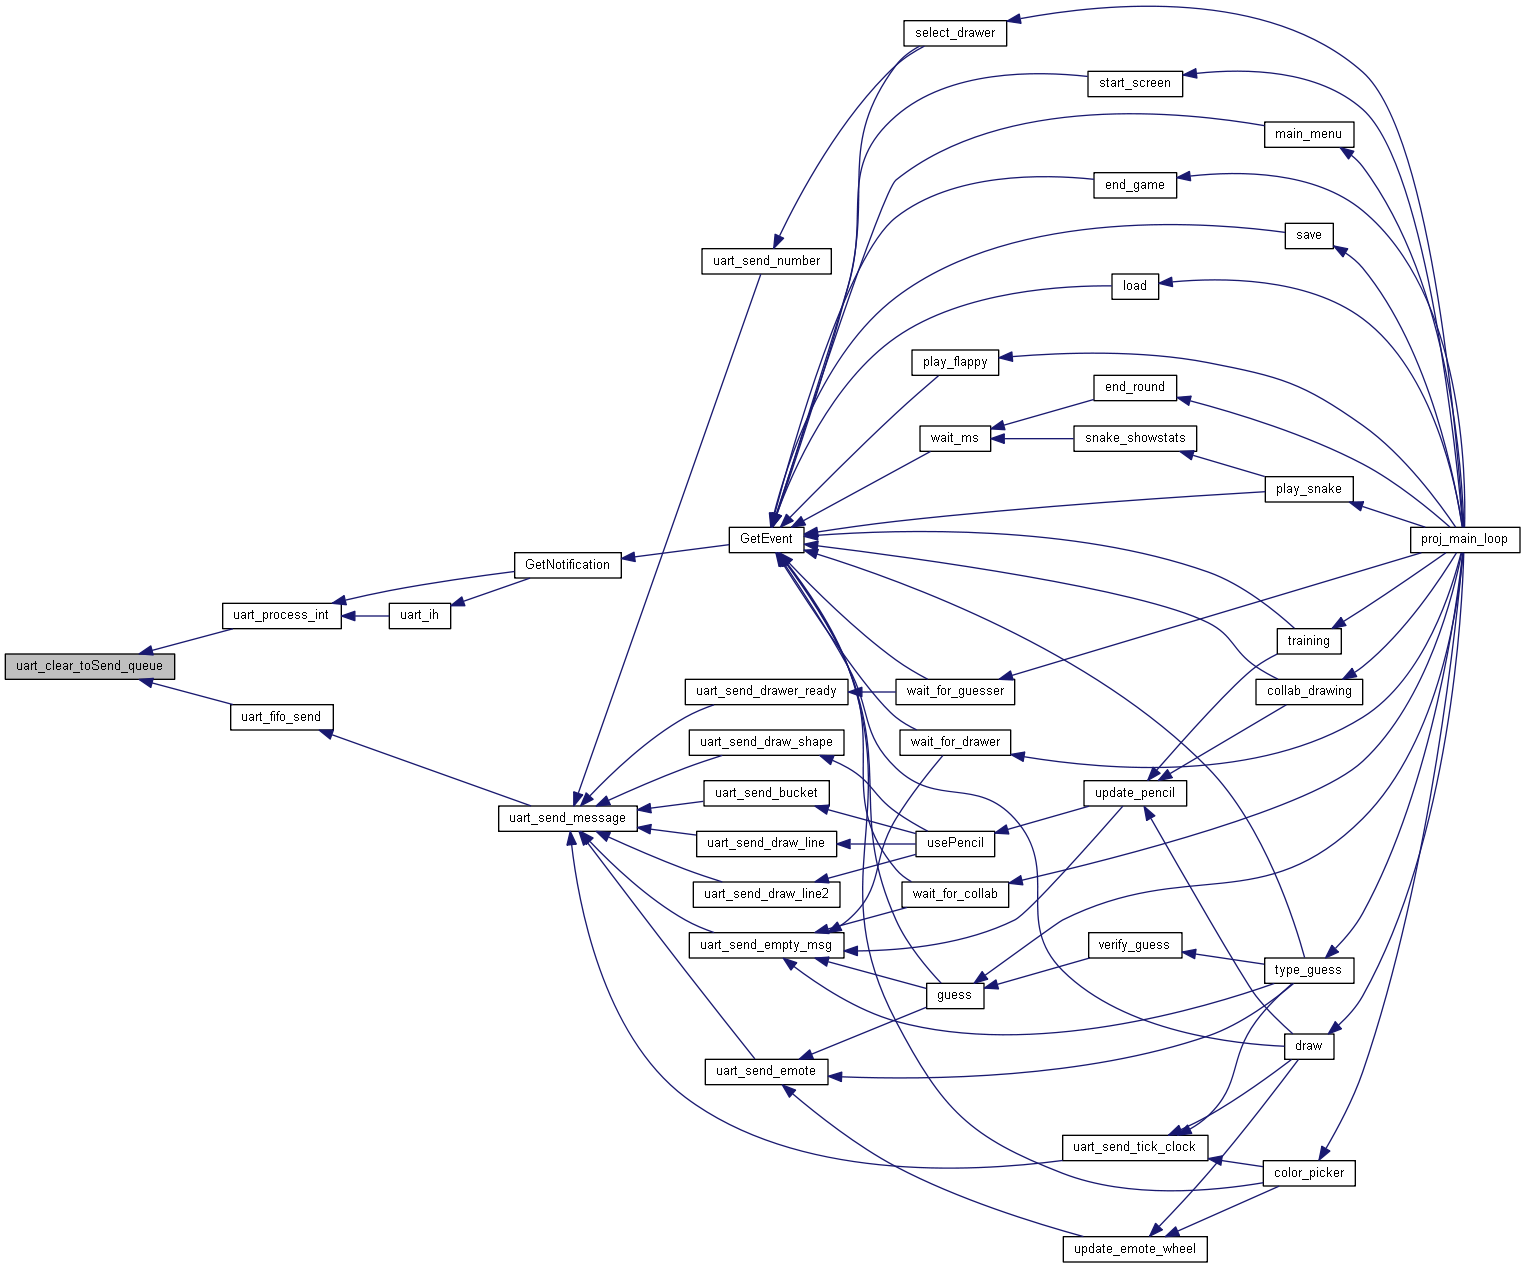 select_drawer
start_screen
main_menu
end_game
save
uart_send_number
load
play_flappy
end_round
wait_ms
snake_showstats
play_snake
GetEvent
proj_main_loop
GetNotification
uart_process_int
uart_ih
training
uart_clear_toSend_queue
uart_send_drawer_ready
wait_for_guesser
collab_drawing
uart_fifo_send
uart_send_draw_shape
wait_for_drawer
uart_send_bucket
update_pencil
uart_send_message
uart_send_draw_line
usePencil
uart_send_draw_line2
wait_for_collab
uart_send_empty_msg
verify_guess
type_guess
guess
draw
uart_send_emote
uart_send_tick_clock
color_picker
update_emote_wheel